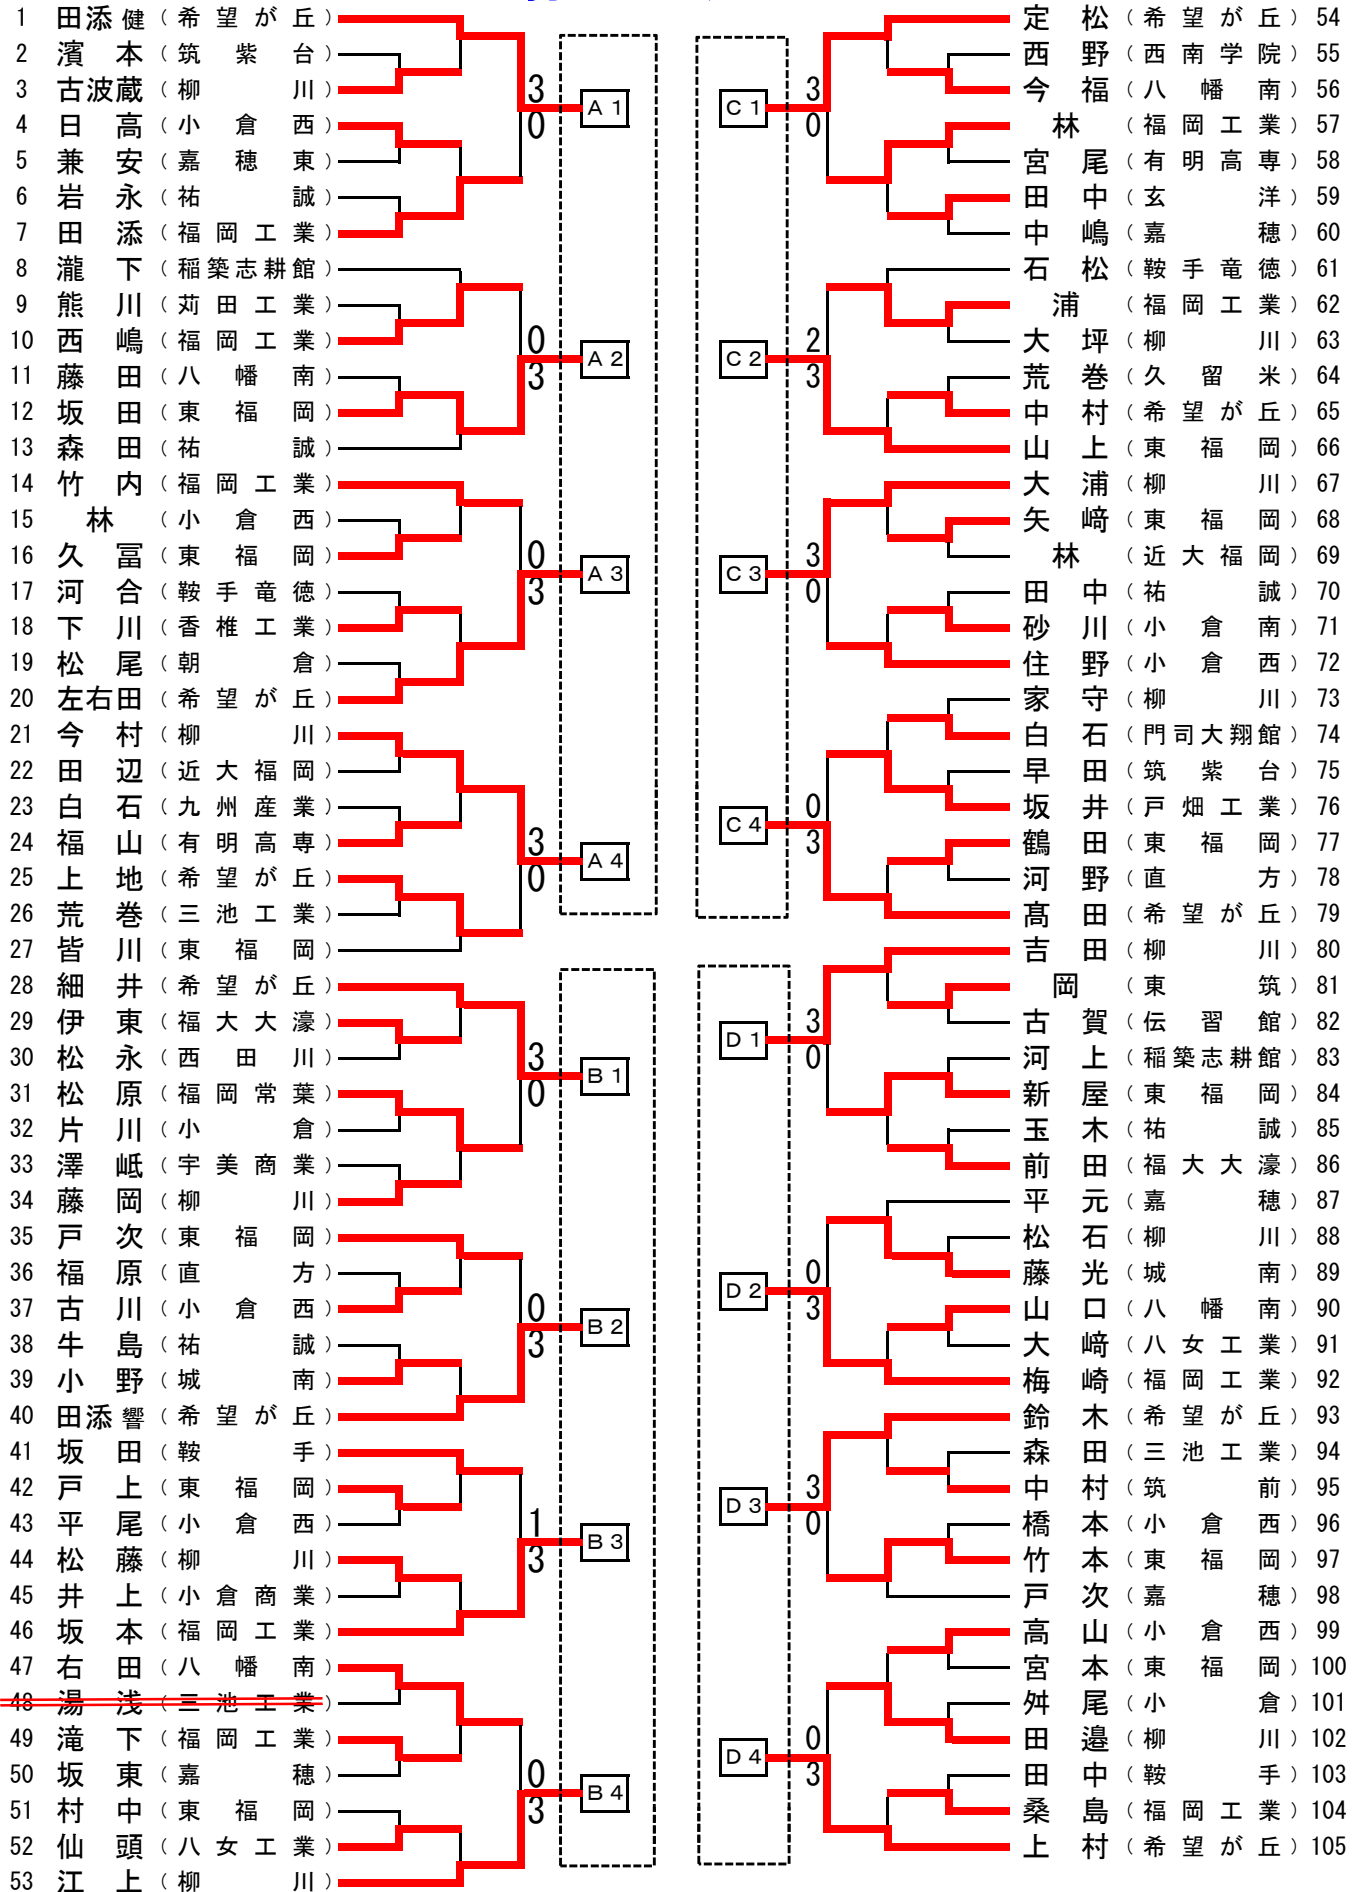 1 田添健（希望が丘）
2 濱本（筑紫台）
3 古波蔵（柳川）
4 日高（小倉西）
5 兼安（嘉穂東）
6 岩永（祐誠）
7 田添（福岡工業）
8 瀧下（稲築志耕館）
9 熊川（苅田工業）
10 西嶋（福岡工業）
11 藤田（八幡南）
12 坂田（東福岡）
13 森田（祐誠）
14 竹内（福岡工業）
15 林（小倉西）
16 久冨（東福岡）
17 河合（鞍手竜徳）
18 下川（香椎工業）
19 松尾（朝倉）
20 左右田（希望が丘）
21 今村（柳川）
22 田辺（近大福岡）
23 白石（九州産業）
24 福山（有明高専）
25 上地（希望が丘）
26 荒巻（三池工業）
27 皆川（東福岡）
28 細井（希望が丘）
29 伊東（福大大濠）
30 松永（西田川）
31 松原（福岡常葉）
32 片川（小倉）
33 澤岻（宇美商業）
34 藤岡（柳川）
35 戸次（東福岡）
36 福原（直方）
37 古川（小倉西）
38 牛島（祐誠）
39 小野（城南）
40 田添響（希望が丘）
41 坂田（鞍手）
42 戸上（東福岡）
43 平尾（小倉西）
44 松藤（柳川）
45 井上（小倉商業）
46 坂本（福岡工業）
47 右田（八幡南）
48 湯浅（三池工業）
49 滝下（福岡工業）
50 坂東（嘉穂）
51 村中（東福岡）
52 仙頭（八女工業）
53 江上（柳川）
3
0
A1
0
3
A2
0
3
A3
3
0
A4
3
0
B1
0
3
B2
1
3
B3
0
3
B4
C1
3
0
C2
2
3
C3
3
0
C4
0
3
D1
3
0
D2
0
3
D3
3
0
D4
0
3
定松（希望が丘）54
西野（西南学院）55
今福（八幡南）56
林（福岡工業）57
宮尾（有明高専）58
田中（玄洋）59
中嶋（嘉穂）60
石松（鞍手竜徳）61
浦（福岡工業）62
大坪（柳川）63
荒巻（久留米）64
中村（希望が丘）65
山上（東福岡）66
大浦（柳川）67
矢﨑（東福岡）68
林（近大福岡）69
田中（祐誠）70
砂川（小倉南）71
住野（小倉西）72
家守（柳川）73
白石（門司大翔館）74
早田（筑紫台）75
坂井（戸畑工業）76
鶴田（東福岡）77
河野（直方）78
髙田（希望が丘）79
吉田（柳川）80
岡（東筑）81
古賀（伝習館）82
河上（稲築志耕館）83
新屋（東福岡）84
玉木（祐誠）85
前田（福大大濠）86
平元（嘉穂）87
松石（柳川）88
藤光（城南）89
山口（八幡南）90
大﨑（八女工業）91
梅崎（福岡工業）92
鈴木（希望が丘）93
森田（三池工業）94
中村（筑前）95
橋本（小倉西）96
竹本（東福岡）97
戸次（嘉穂）98
高山（小倉西）99
宮本（東福岡）100
舛尾（小倉）101
田邉（柳川）102
田中（鞍手）103
桑島（福岡工業）104
上村（希望が丘）105